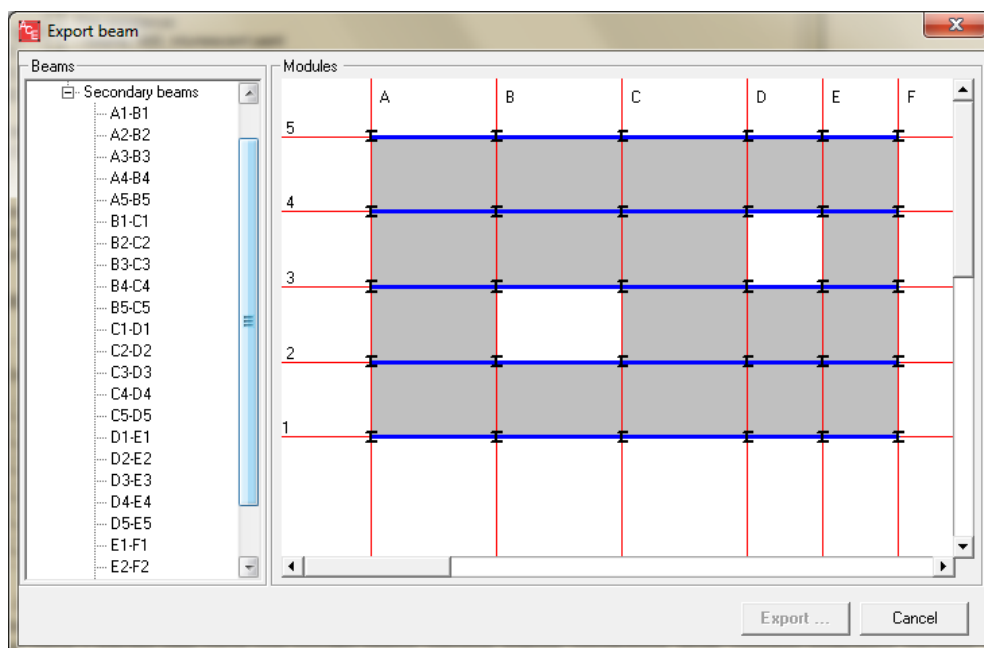 ACE Export beam
Beams
Modules
Secondary beams
A1-B1
A2-B2
A3-B3
A4-B4
A5-B5
B1-C1
B2-C2
B3-C3
B4-C4
B5-C5
C1-D1
C2-D2
C3-D3
C4-D4
C5-D5
D1-E1
D2-E2
D3-E3
D4-E4
D5-E5
E1-F1
E2-F2
A B C D E F
5
4
3
2
1
Export ... Cancel